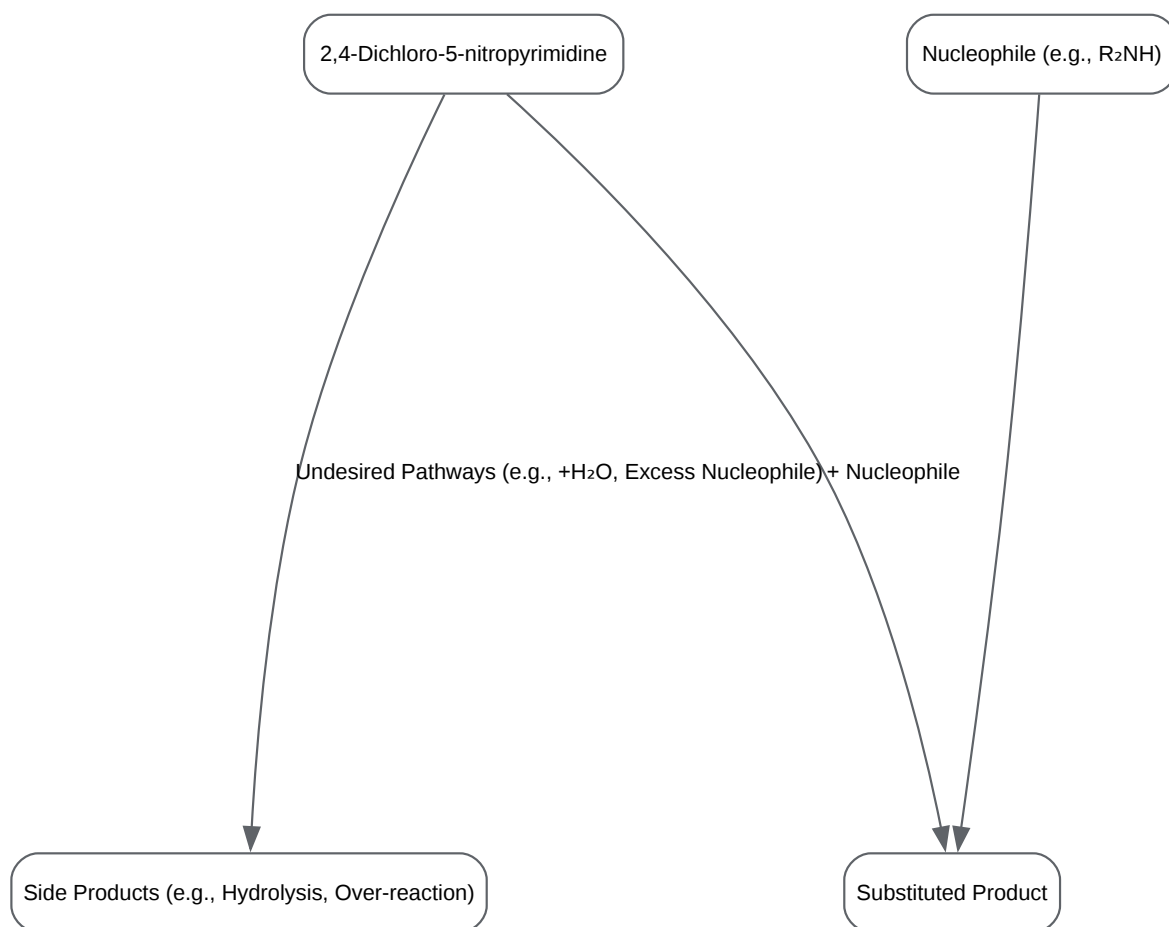 2,4-Dichloro-5-nitropyrimidine
Nucleophile (e.g., R₂NH)
Undesired Pathways (e.g., +H₂O, Excess Nucleophile)
+ Nucleophile
Side Products (e.g., Hydrolysis, Over-reaction)
Substituted Product